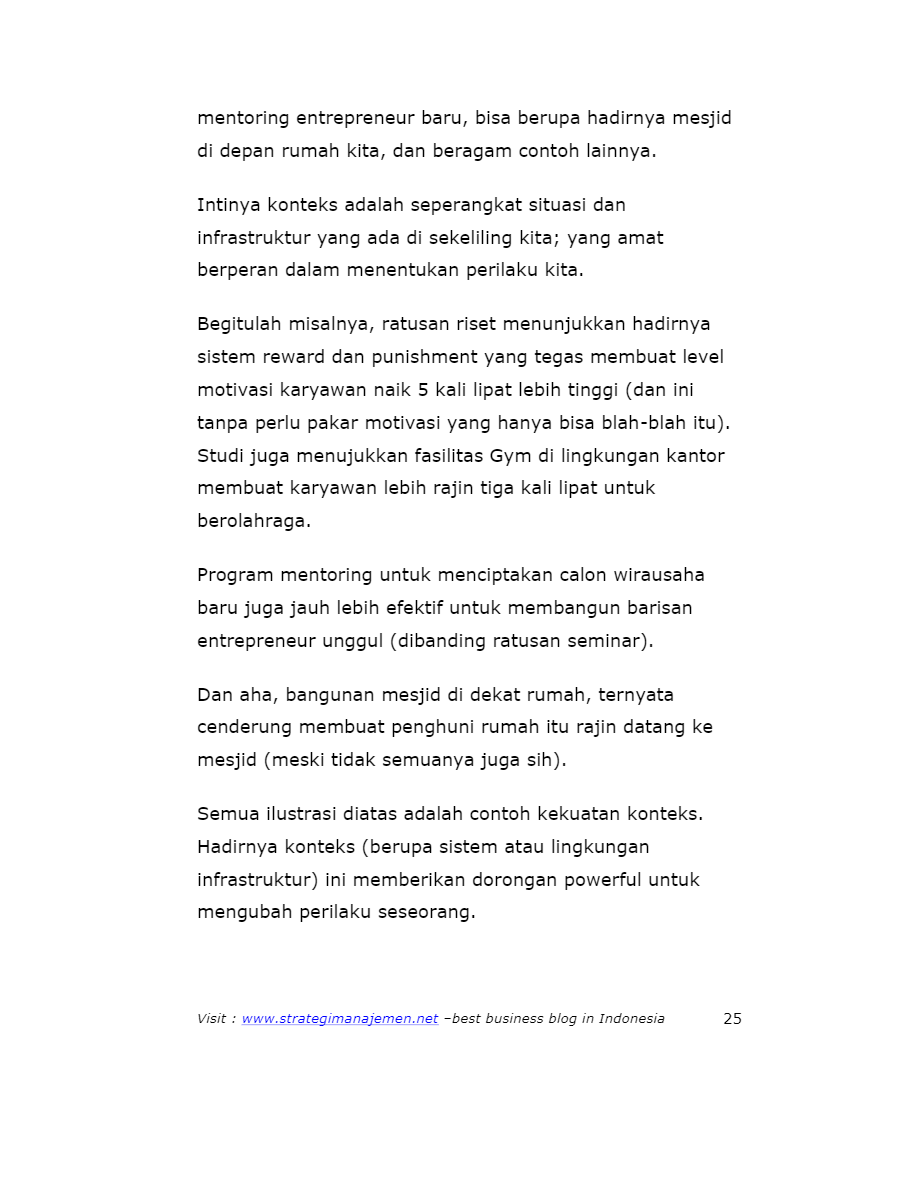 mentoring entrepreneur baru, bisa berupa hadirnya mesjid
di depan rumah kita, dan beragam contoh lainnya.
Intinya konteks adalah seperangkat situasi dan
infrastruktur yang ada di sekeliling kita; yang amat
berperan dalam menentukan perilaku kita.
Begitulah misalnya, ratusan riset menunjukkan hadirnya
sistem reward dan punishment yang tegas membuat level
motivasi karyawan naik 5 kali lipat lebih tinggi (dan ini
tanpa perlu pakar motivasi yang hanya bisa blah-blah itu).
Studi juga menujukkan fasilitas Gym di lingkungan kantor
membuat karyawan lebih rajin tiga kali lipat untuk
berolahraga.
Program mentoring untuk menciptakan calon wirausaha
baru juga jauh lebih efektif untuk membangun barisan
entrepreneur unggul (dibanding ratusan seminar).
Dan aha, bangunan mesjid di dekat rumah, ternyata
cenderung membuat penghuni rumah itu rajin datang ke
mesjid (meski tidak semuanya juga sih).
Semua ilustrasi diatas adalah contoh kekuatan konteks.
Hadirnya konteks (berupa sistem atau lingkungan
infrastruktur) ini memberikan dorongan powerful untuk
mengubah perilaku seseorang.
Visit : www.strategimanajemen.net –best business blog in Indonesia 25